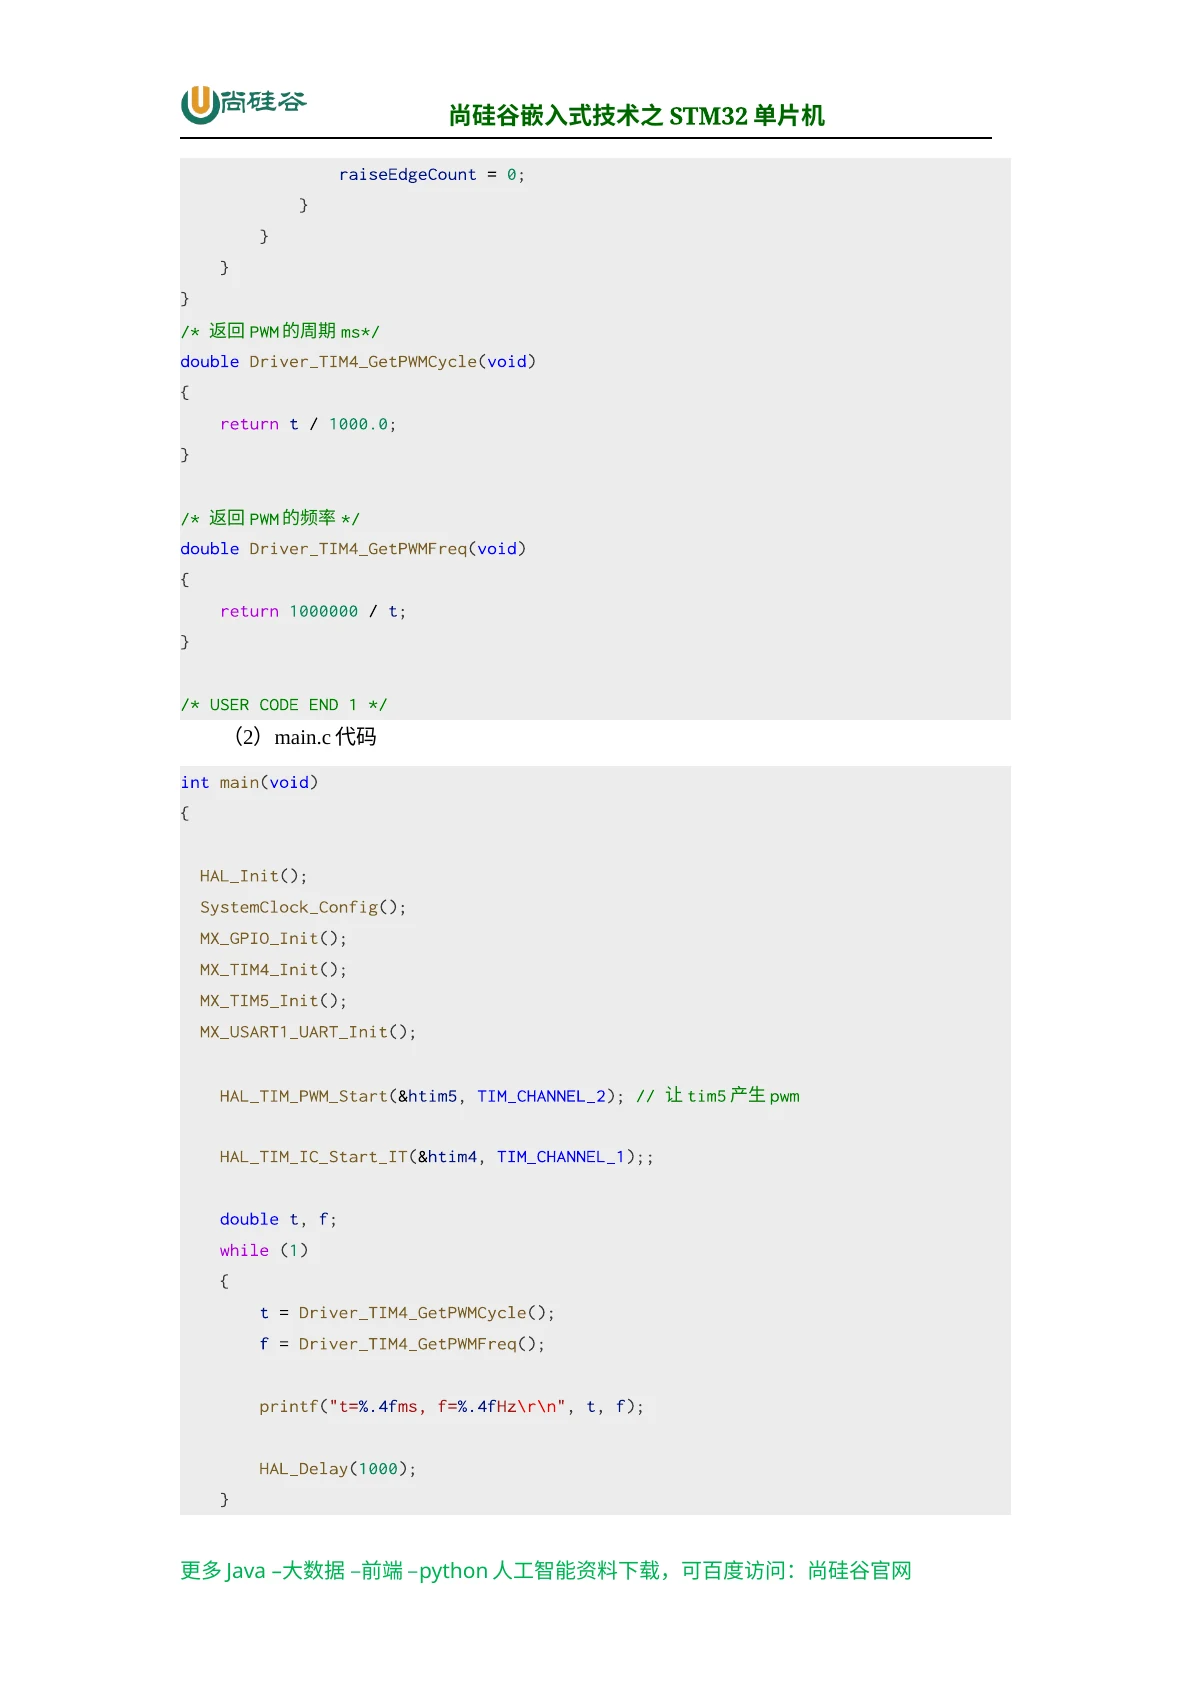 尚硅谷
尚硅谷嵌入式技术之 STM32 单片机
raiseEdgeCount = 0;
}
}
}
}
/* 返回 PWM 的周期 ms*/
double Driver_TIM4_GetPWMCycle(void)
{
return t / 1000.0;
}
/* 返回 PWM 的频率 */
double Driver_TIM4_GetPWMFreq(void)
{
return 1000000 / t;
}
/* USER CODE END 1 */
（2）main.c 代码
int main(void)
{
HAL_Init();
SystemClock_Config();
MX_GPIO_Init();
MX_TIM4_Init();
MX_TIM5_Init();
MX_USART1_UART_Init();
HAL_TIM_PWM_Start(&htim5, TIM_CHANNEL_2); // 让 tim5 产生 pwm
HAL_TIM_IC_Start_IT(&htim4, TIM_CHANNEL_1);;
double t, f;
while (1)
{
t = Driver_TIM4_GetPWMCycle();
f = Driver_TIM4_GetPWMFreq();
printf("t=%.4fms, f=%.4fHz\r\n", t, f);
HAL_Delay(1000);
}
更多 Java –大数据 –前端 –python 人工智能资料下载，可百度访问：尚硅谷官网